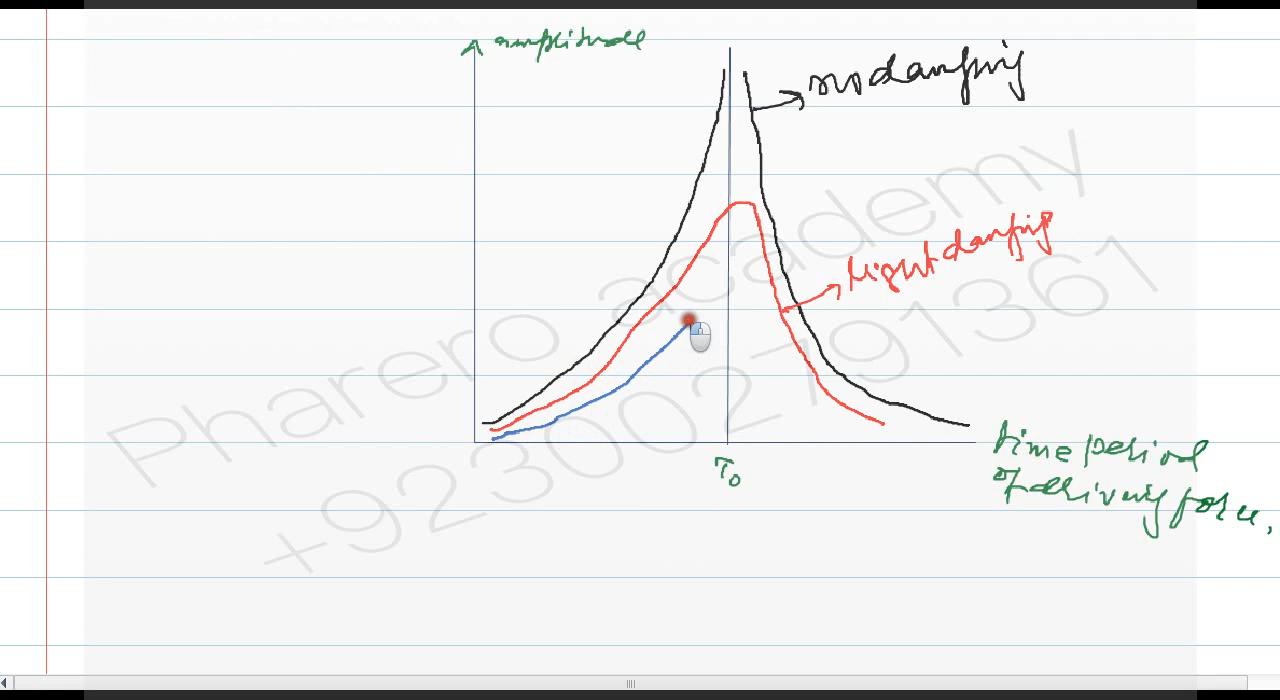 amplitude
no damping
Light damping
T₀
time period
of driving force.
Pharero academy
+923002791361